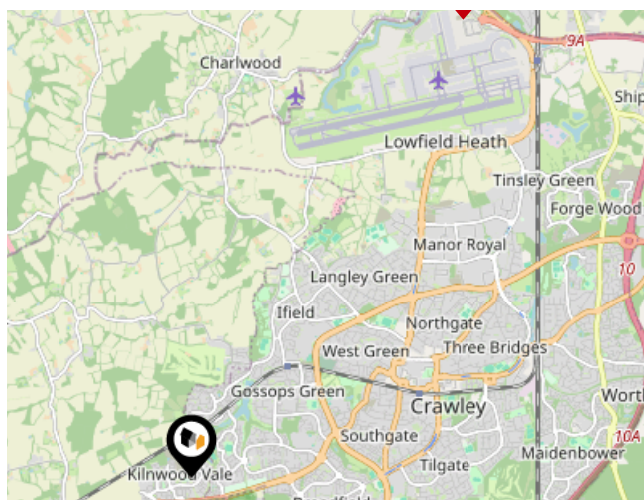 9A
Charlwood
Ship
Lowfield Heath
Tinsley Green
Forge Wood
Manor Royal
10
Langley Green
Ifield
Northgate
West Green
Three Bridges
Gossops Green
Crawley
Worth
Southgate
10A
Maidenbower
Tilgate
Kilnwood Vale